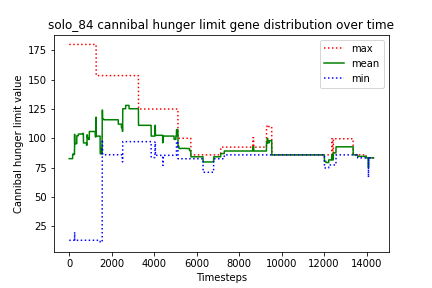 solo_84 cannibal hunger limit gene distribution over time
Cannibal hunger limit value
175
150
125
100
75
50
25
max
mean
min
0
2000
4000
6000
8000
10000
12000
14000
Timesteps